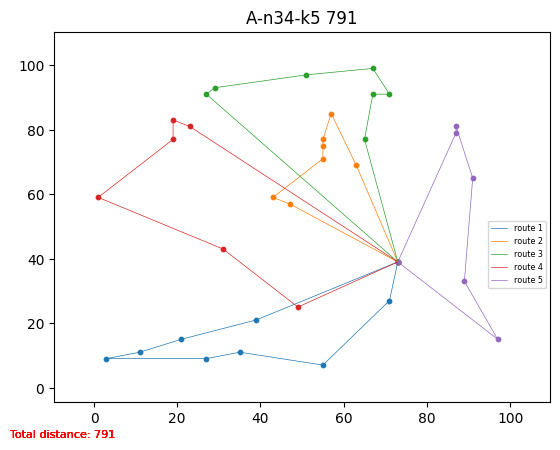 A-n34-k5 791
100
80
60
40
20
0
0 20 40 60 80 100
route 1
route 2
route 3
route 4
route 5
Total distance: 791